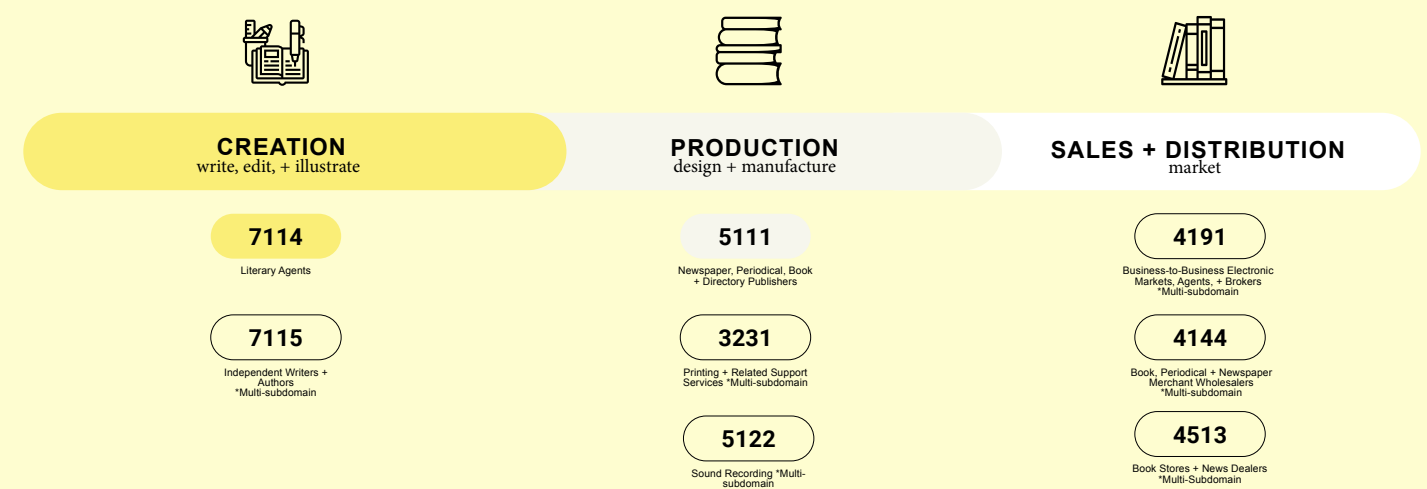 CREATION
write, edit, + illustrate
7114
Literary Agents
7115
Independent Writers +
Authors
*Multi-subdomain
PRODUCTION
design + manufacture
5111
Newspaper, Periodical, Book
+ Directory Publishers
3231
Printing + Related Support
Services *Multi-subdomain
5122
Sound Recording *Multi-
subdomain
SALES + DISTRIBUTION
market
4191
Business-to-Business Electronic
Markets, Agents, + Brokers
*Multi-subdomain
4144
Book, Periodical + Newspaper
Merchant Wholesalers
*Multi-subdomain
4513
Book Stores + News Dealers
*Multi-Subdomain